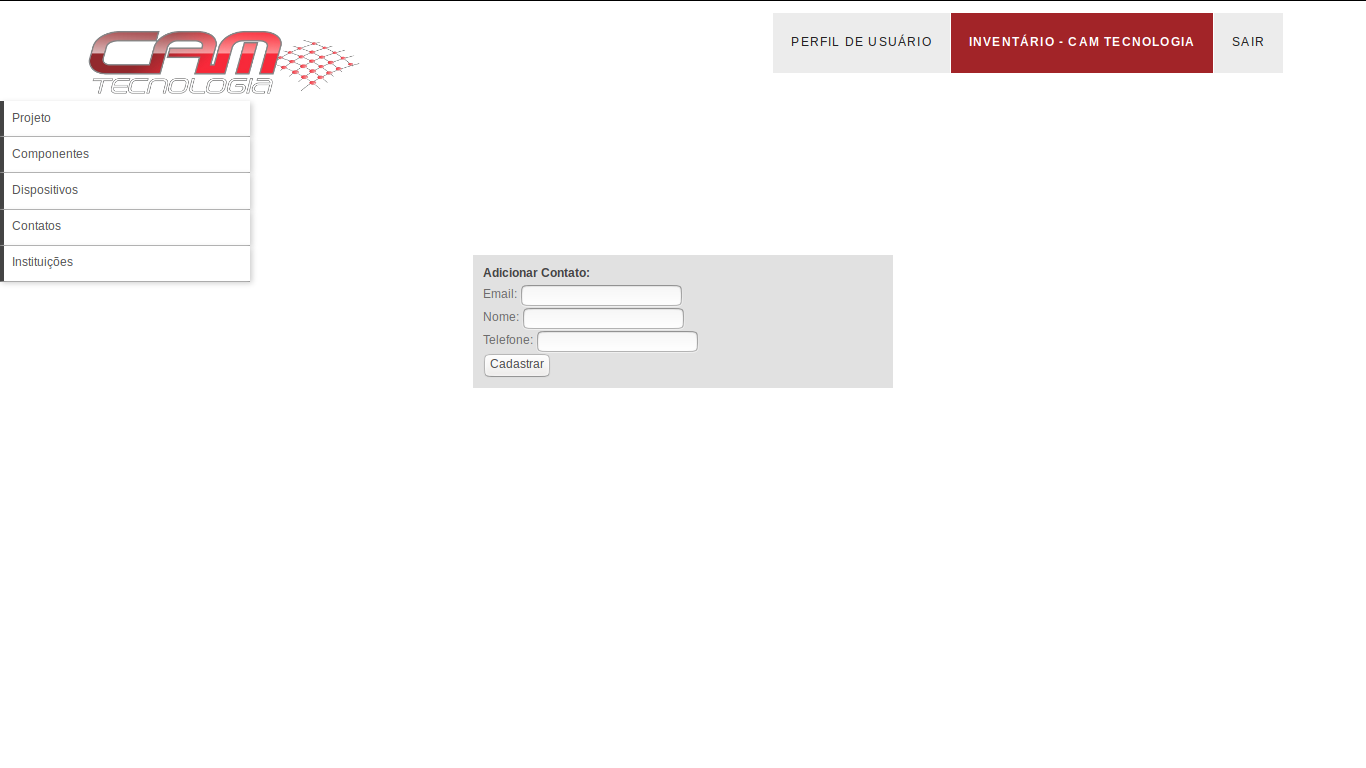 CAM
TECNOLOGIA
PERFIL DE USUÁRIO
INVENTÁRIO - CAM TECNOLOGIA
SAIR
Projeto
Componentes
Dispositivos
Contatos
Instituições
Adicionar Contato:
Email:
Nome:
Telefone:
Cadastrar